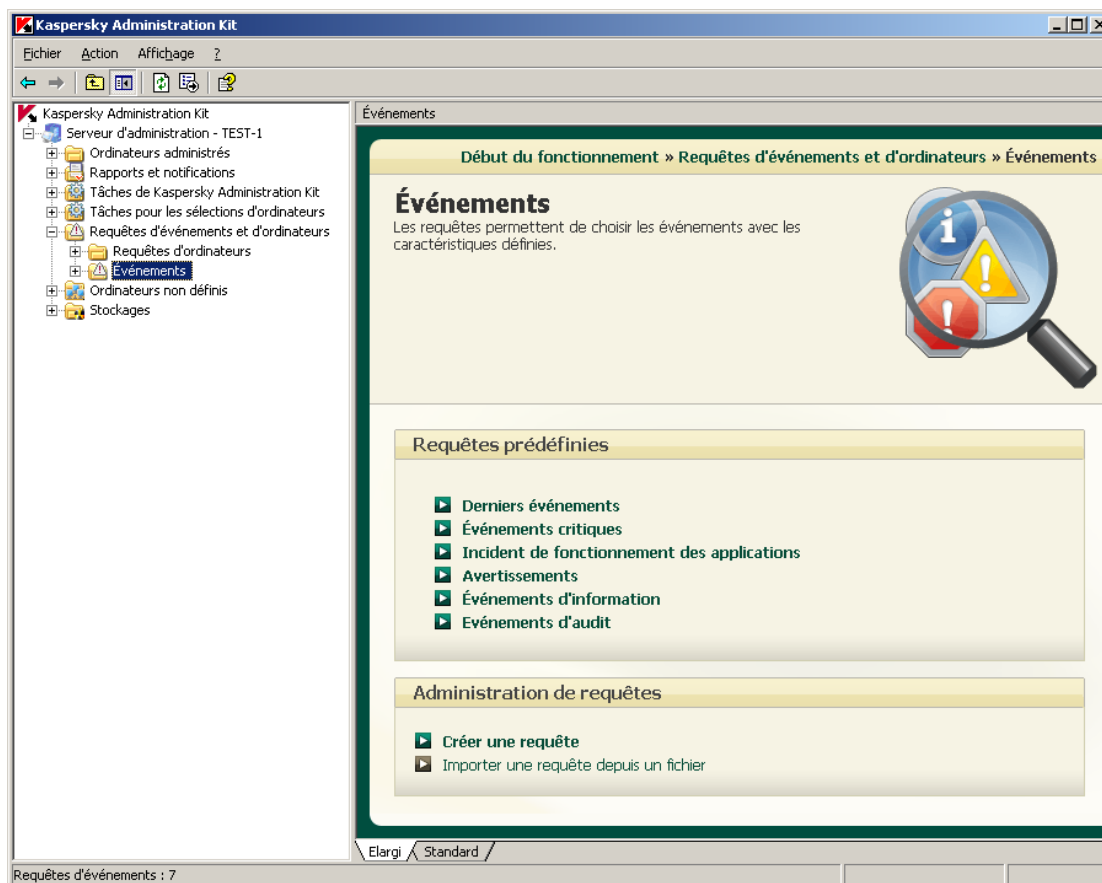 Kaspersky Administration Kit
Fichier Action Affichage ?
Kaspersky Administration Kit
Serveur d'administration - TEST-1
Ordinateurs administrés
Rapports et notifications
Tâches de Kaspersky Administration Kit
Tâches pour les sélections d'ordinateurs
Requêtes d'événements et d'ordinateurs
Requêtes d'ordinateurs
Événements
Ordinateurs non définis
Stockages
Événements
Début du fonctionnement » Requêtes d'événements et d'ordinateurs » Événements
Événements
Les requêtes permettent de choisir les événements avec les
caractéristiques définies.
Requêtes prédéfinies
Derniers événements
Événements critiques
Incident de fonctionnement des applications
Avertissements
Événements d'information
Evénements d'audit
Administration de requêtes
Créer une requête
Importer une requête depuis un fichier
Elargi Standard
Requêtes d'événements : 7